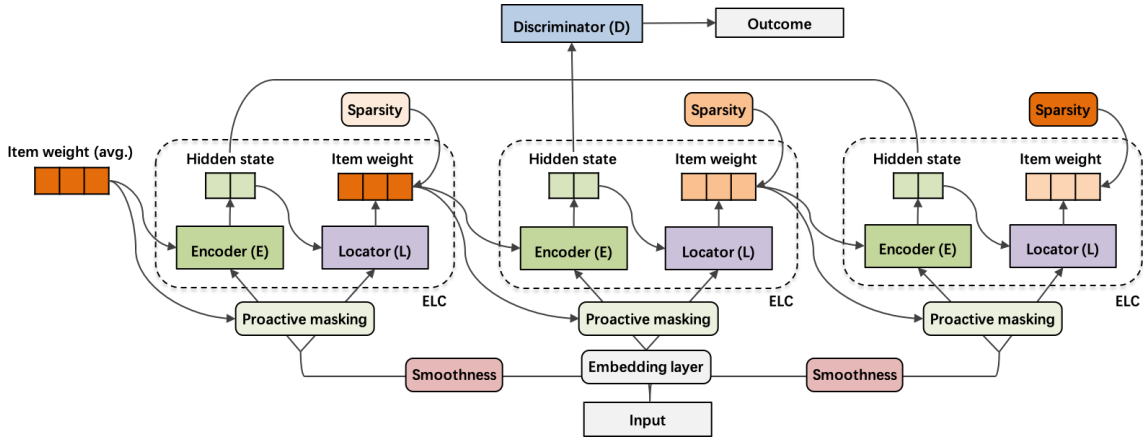 Discriminator (D)
Outcome
Sparsity
Sparsity
Sparsity
Item weight (avg.)
Hidden state
Item weight
Hidden state
Item weight
Hidden state
Item weight
Encoder (E)
Locator (L)
Encoder (E)
Locator (L)
Encoder (E)
Locator (L)
ELC
ELC
ELC
Proactive masking
Proactive masking
Proactive masking
Smoothness
Embedding layer
Smoothness
Input